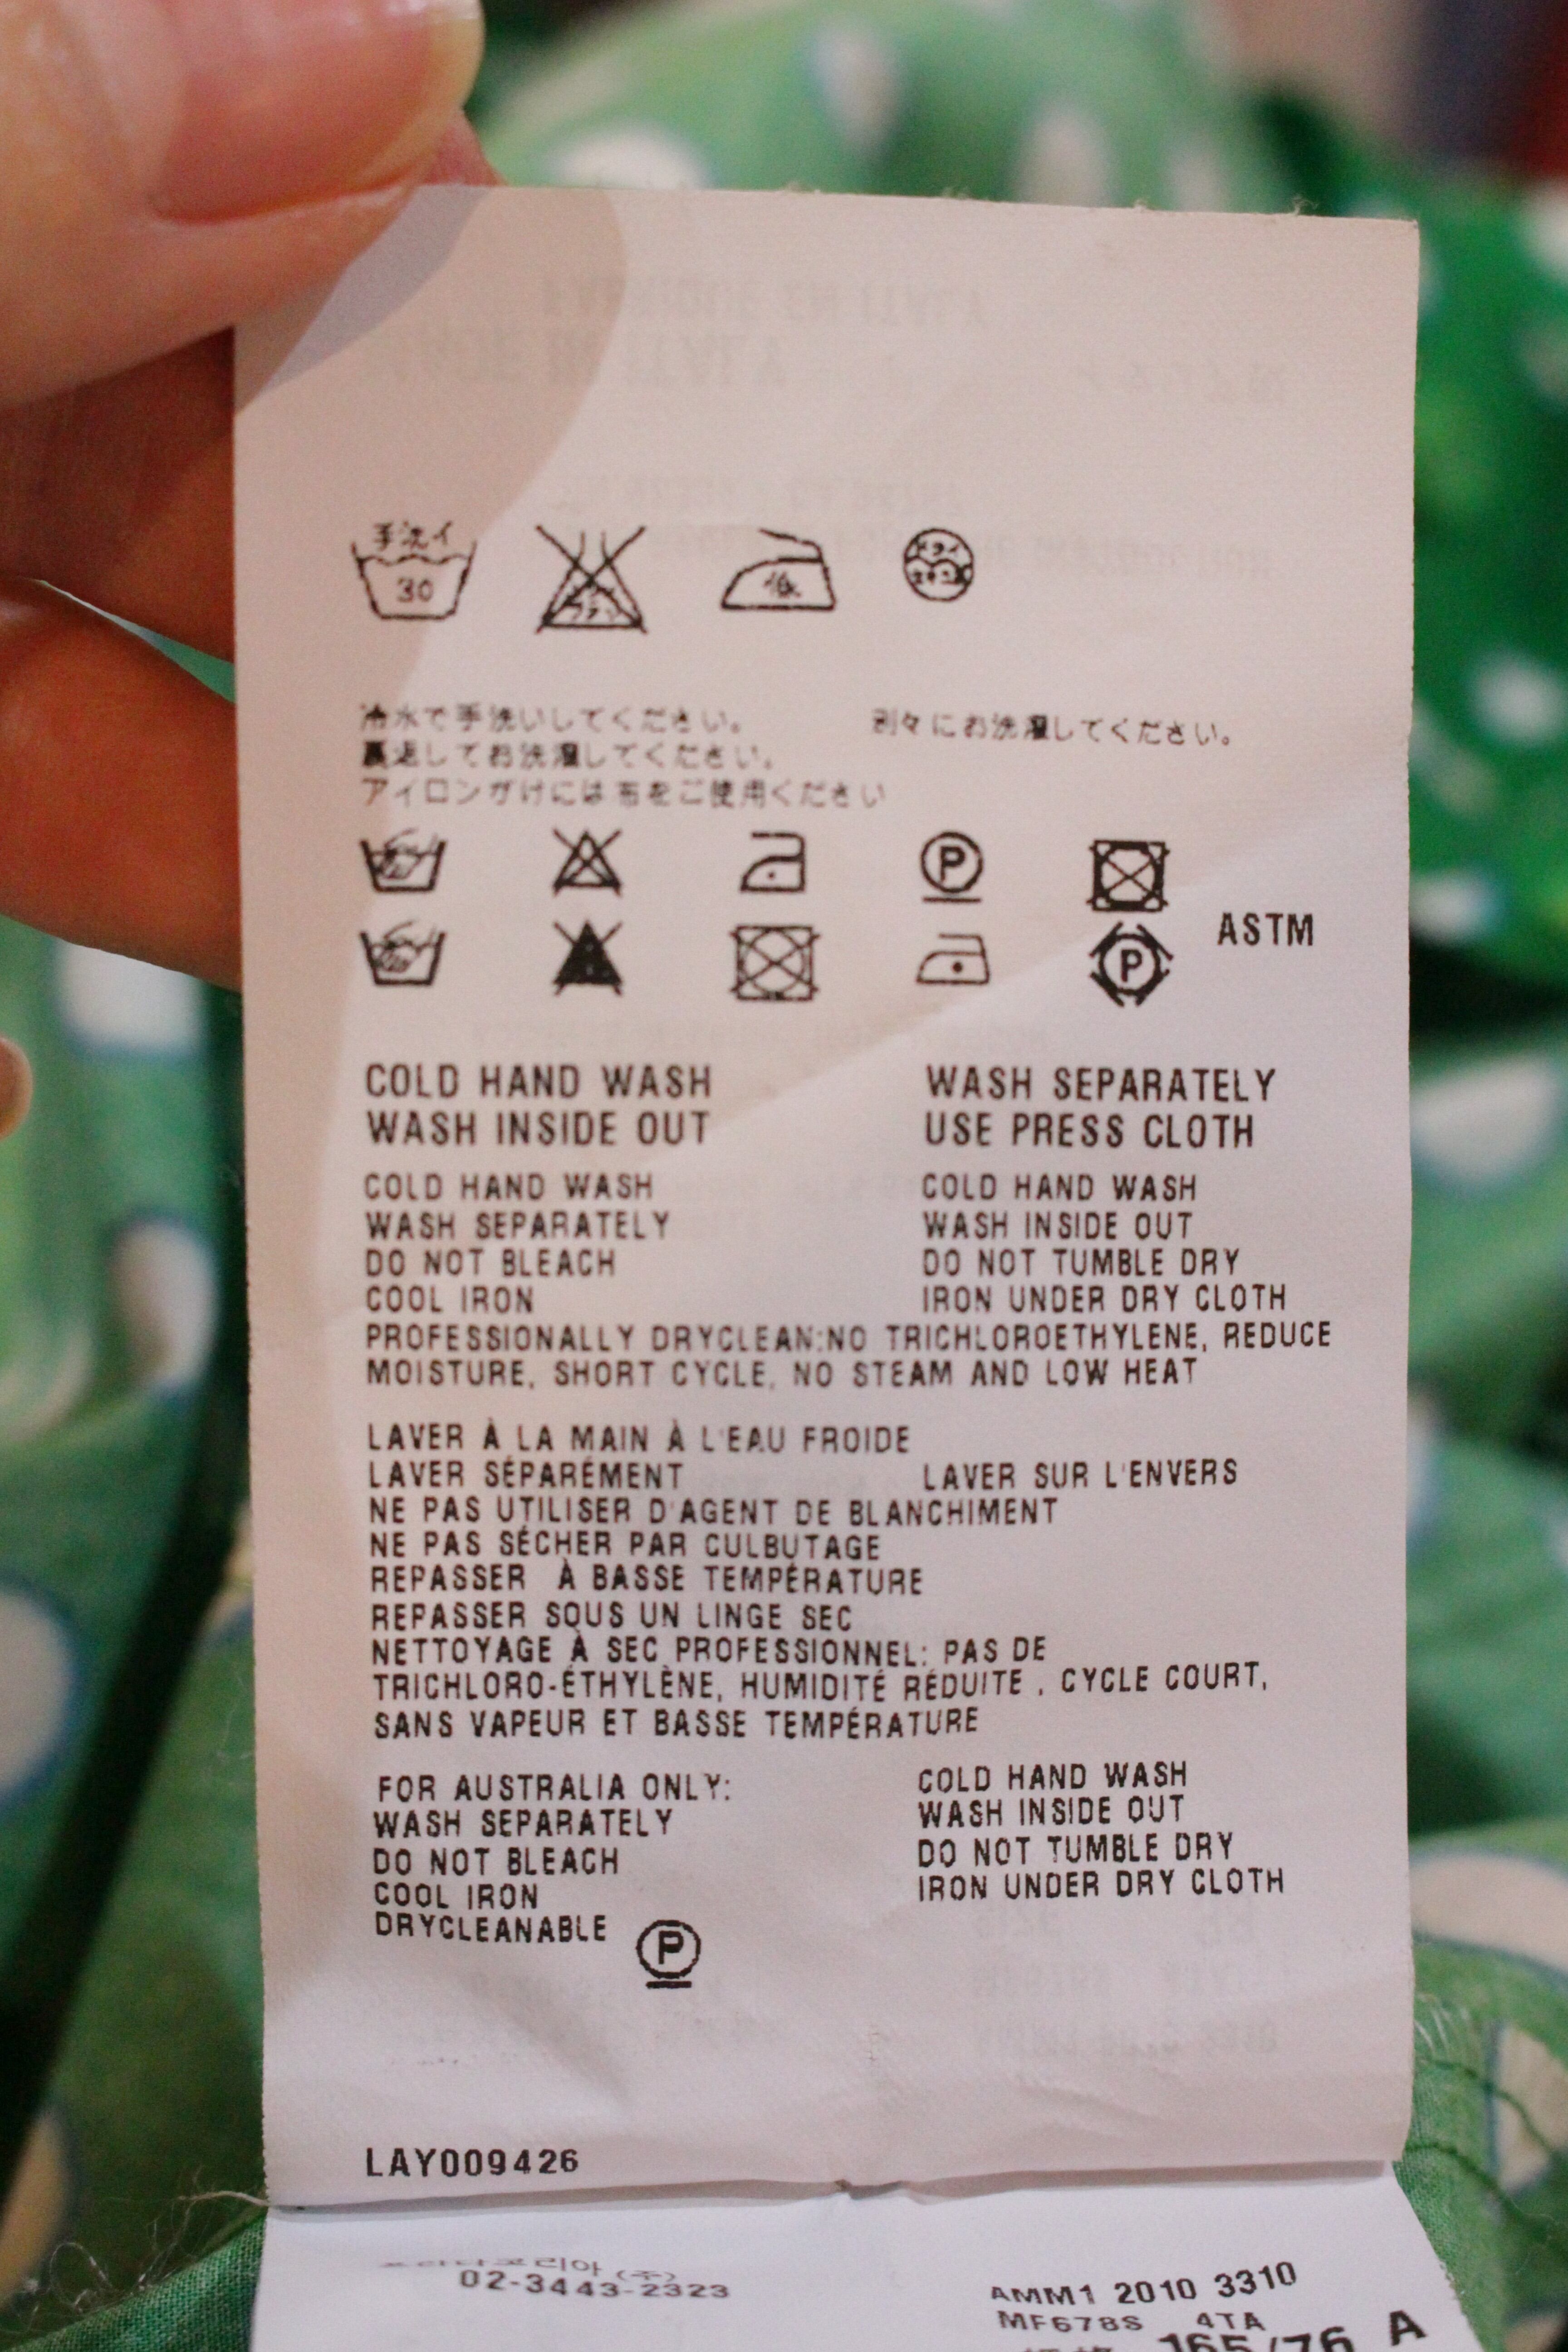 手洗イ
30
低
ドライ
冷水で手洗いしてください。 別々にお洗濯してください。
裏返してお洗濯してください。
アイロンがけには布をご使用ください
P
P
ASTM
COLD HAND WASH WASH SEPARATELY
WASH INSIDE OUT USE PRESS CLOTH
COLD HAND WASH COLD HAND WASH
WASH SEPARATELY WASH INSIDE OUT
DO NOT BLEACH DO NOT TUMBLE DRY
COOL IRON IRON UNDER DRY CLOTH
PROFESSIONALLY DRYCLEAN:NO TRICHLOROETHYLENE, REDUCE
MOISTURE, SHORT CYCLE, NO STEAM AND LOW HEAT
LAVER À LA MAIN À L'EAU FROIDE
LAVER SÉPARÉMENT LAVER SUR L'ENVERS
NE PAS UTILISER D'AGENT DE BLANCHIMENT
NE PAS SÉCHER PAR CULBUTAGE
REPASSER À BASSE TEMPÉRATURE
REPASSER SOUS UN LINGE SEC
NETTOYAGE À SEC PROFESSIONNEL: PAS DE
TRICHLORO-ÉTHYLÈNE, HUMIDITÉ RÉDUITE , CYCLE COURT,
SANS VAPEUR ET BASSE TEMPÉRATURE
FOR AUSTRALIA ONLY: COLD HAND WASH
WASH SEPARATELY WASH INSIDE OUT
DO NOT BLEACH DO NOT TUMBLE DRY
COOL IRON IRON UNDER DRY CLOTH
DRYCLEANABLE P
LAY009426
(주)
02-3443-2323
AMM1 2010 3310
MF678S 4TA
165/76 A